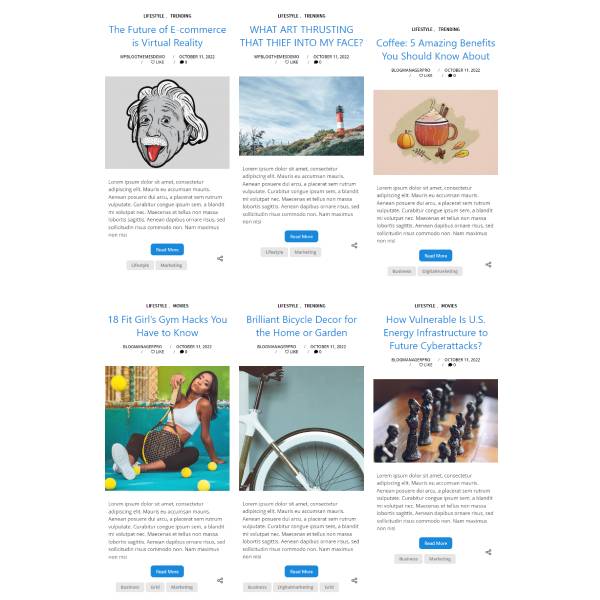 LIFESTYLE , TRENDING
The Future of E-commerce
is Virtual Reality
WPBLOGTHEMESDEMO / OCTOBER 11, 2022
/ LIKE / 0
Lorem ipsum dolor sit amet, consectetur
adipiscing elit. Mauris eu accumsan mauris.
Aenean posuere dui arcu, a placerat sem rutrum
vulputate. Curabitur congue ipsum sem, a blandit
mi volutpat nec. Maecenas et tellus non massa
lobortis sagittis. Aenean dapibus ornare risus, sed
sollicitudin risus commodo non. Nam maximus
non nisi
Read More
Lifestyle Marketing
LIFESTYLE , TRENDING
WHAT ART THRUSTING
THAT THIEF INTO MY FACE?
WPBLOGTHEMESDEMO / OCTOBER 11, 2022
/ LIKE / 0
Lorem ipsum dolor sit amet, consectetur
adipiscing elit. Mauris eu accumsan mauris.
Aenean posuere dui arcu, a placerat sem rutrum
vulputate. Curabitur congue ipsum sem, a blandit
mi volutpat nec. Maecenas et tellus non massa
lobortis sagittis. Aenean dapibus ornare risus, sed
sollicitudin risus commodo non. Nam maximus
non nisi
Read More
Lifestyle Marketing
LIFESTYLE , TRENDING
Coffee: 5 Amazing Benefits
You Should Know About
BLOGMANAGERPRO / OCTOBER 11, 2022
/ LIKE / 0
Lorem ipsum dolor sit amet, consectetur
adipiscing elit. Mauris eu accumsan mauris.
Aenean posuere dui arcu, a placerat sem rutrum
vulputate. Curabitur congue ipsum sem, a blandit
mi volutpat nec. Maecenas et tellus non massa
lobortis sagittis. Aenean dapibus ornare risus, sed
sollicitudin risus commodo non. Nam maximus
non nisi
Read More
Business Digitalmarketing
LIFESTYLE , MOVIES
18 Fit Girl's Gym Hacks You
Have to Know
BLOGMANAGERPRO / OCTOBER 11, 2022
/ LIKE / 0
Lorem ipsum dolor sit amet, consectetur
adipiscing elit. Mauris eu accumsan mauris.
Aenean posuere dui arcu, a placerat sem rutrum
vulputate. Curabitur congue ipsum sem, a blandit
mi volutpat nec. Maecenas et tellus non massa
lobortis sagittis. Aenean dapibus ornare risus, sed
sollicitudin risus commodo non. Nam maximus
non nisi
Read More
Business Grid Marketing
LIFESTYLE , TRENDING
Brilliant Bicycle Decor for
the Home or Garden
BLOGMANAGERPRO / OCTOBER 11, 2022
/ LIKE / 0
Lorem ipsum dolor sit amet, consectetur
adipiscing elit. Mauris eu accumsan mauris.
Aenean posuere dui arcu, a placerat sem rutrum
vulputate. Curabitur congue ipsum sem, a blandit
mi volutpat nec. Maecenas et tellus non massa
lobortis sagittis. Aenean dapibus ornare risus, sed
sollicitudin risus commodo non. Nam maximus
non nisi
Read More
Business Digitalmarketing Grid
LIFESTYLE , MOVIES
How Vulnerable Is U.S.
Energy Infrastructure to
Future Cyberattacks?
BLOGMANAGERPRO / OCTOBER 11, 2022
/ LIKE / 0
Lorem ipsum dolor sit amet, consectetur
adipiscing elit. Mauris eu accumsan mauris.
Aenean posuere dui arcu, a placerat sem rutrum
vulputate. Curabitur congue ipsum sem, a blandit
mi volutpat nec. Maecenas et tellus non massa
lobortis sagittis. Aenean dapibus ornare risus, sed
sollicitudin risus commodo non. Nam maximus
non nisi
Read More
Business Marketing